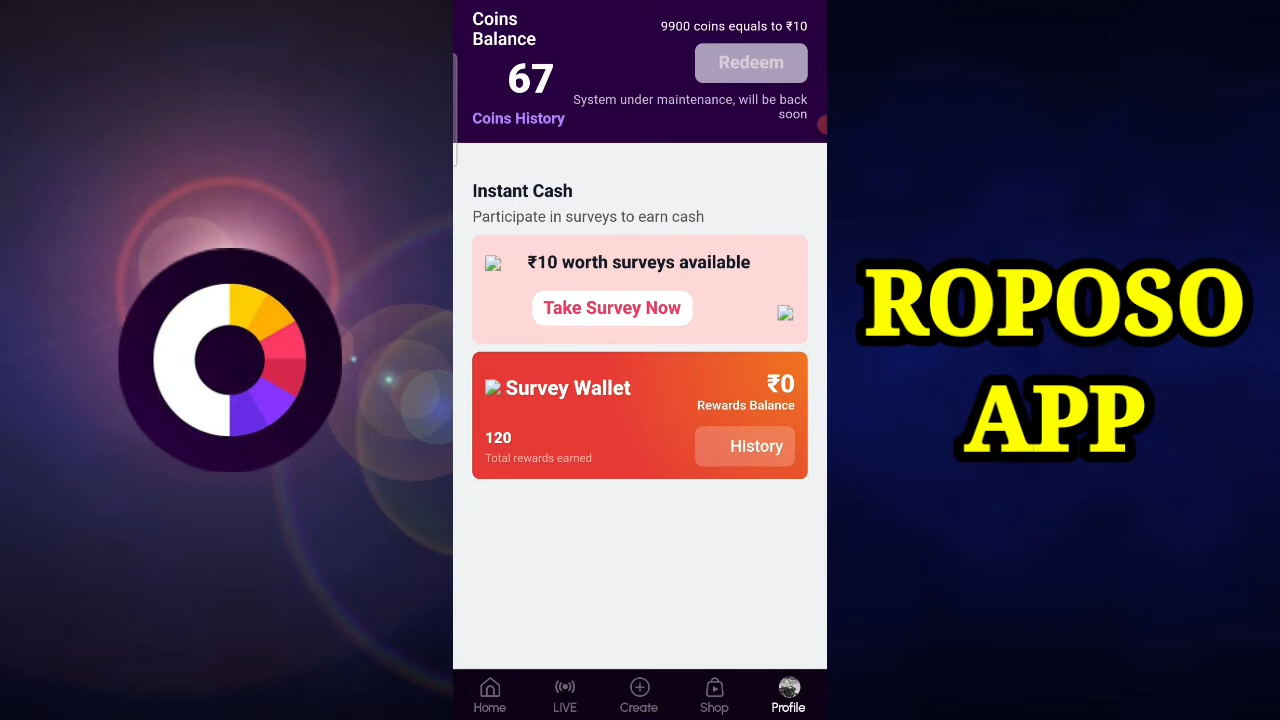 Coins
Balance
9900 coins equals to ₹10
67
Redeem
System under maintenance, will be back
soon
Coins History
Instant Cash
Participate in surveys to earn cash
₹10 worth surveys available
Take Survey Now
Survey Wallet
₹0
Rewards Balance
120
Total rewards earned
History
Home
LIVE
Create
Shop
Profile
ROPOSO
APP